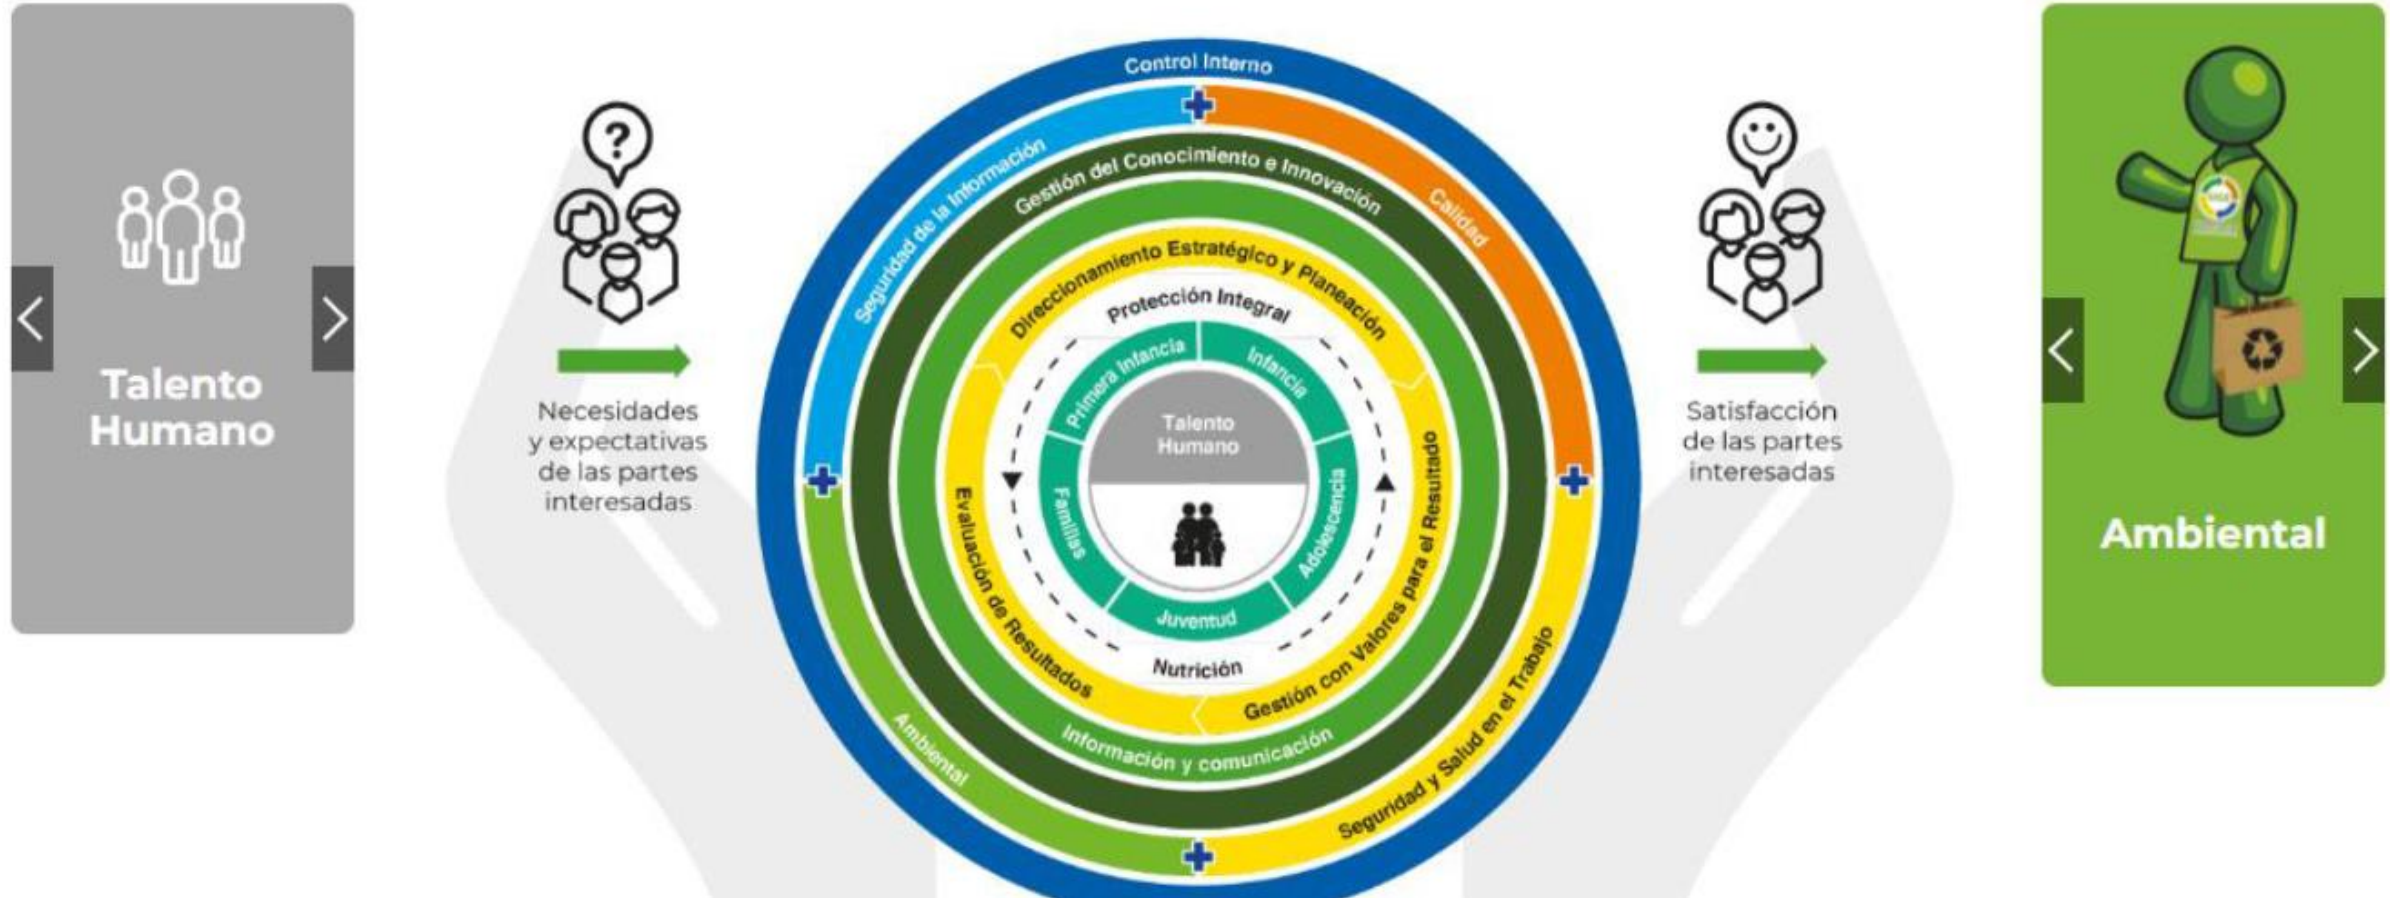 Talento
Humano
?
Necesidades
y expectativas
de las partes
interesadas
Control Interno
Seguridad de la Información
Calidad
Gestión del Conocimiento e Innovación
Direccionamiento Estratégico y Planeación
Protección Integral
Primera Infancia
Infancia
Talento
Humano
Familias
Adolescencia
Juventud
Nutrición
Evaluación de Resultados
Gestión con Valores para el Resultado
Información y comunicación
Ambiental
Seguridad y Salud en el Trabajo
Satisfacción
de las partes
interesadas
Ambiental